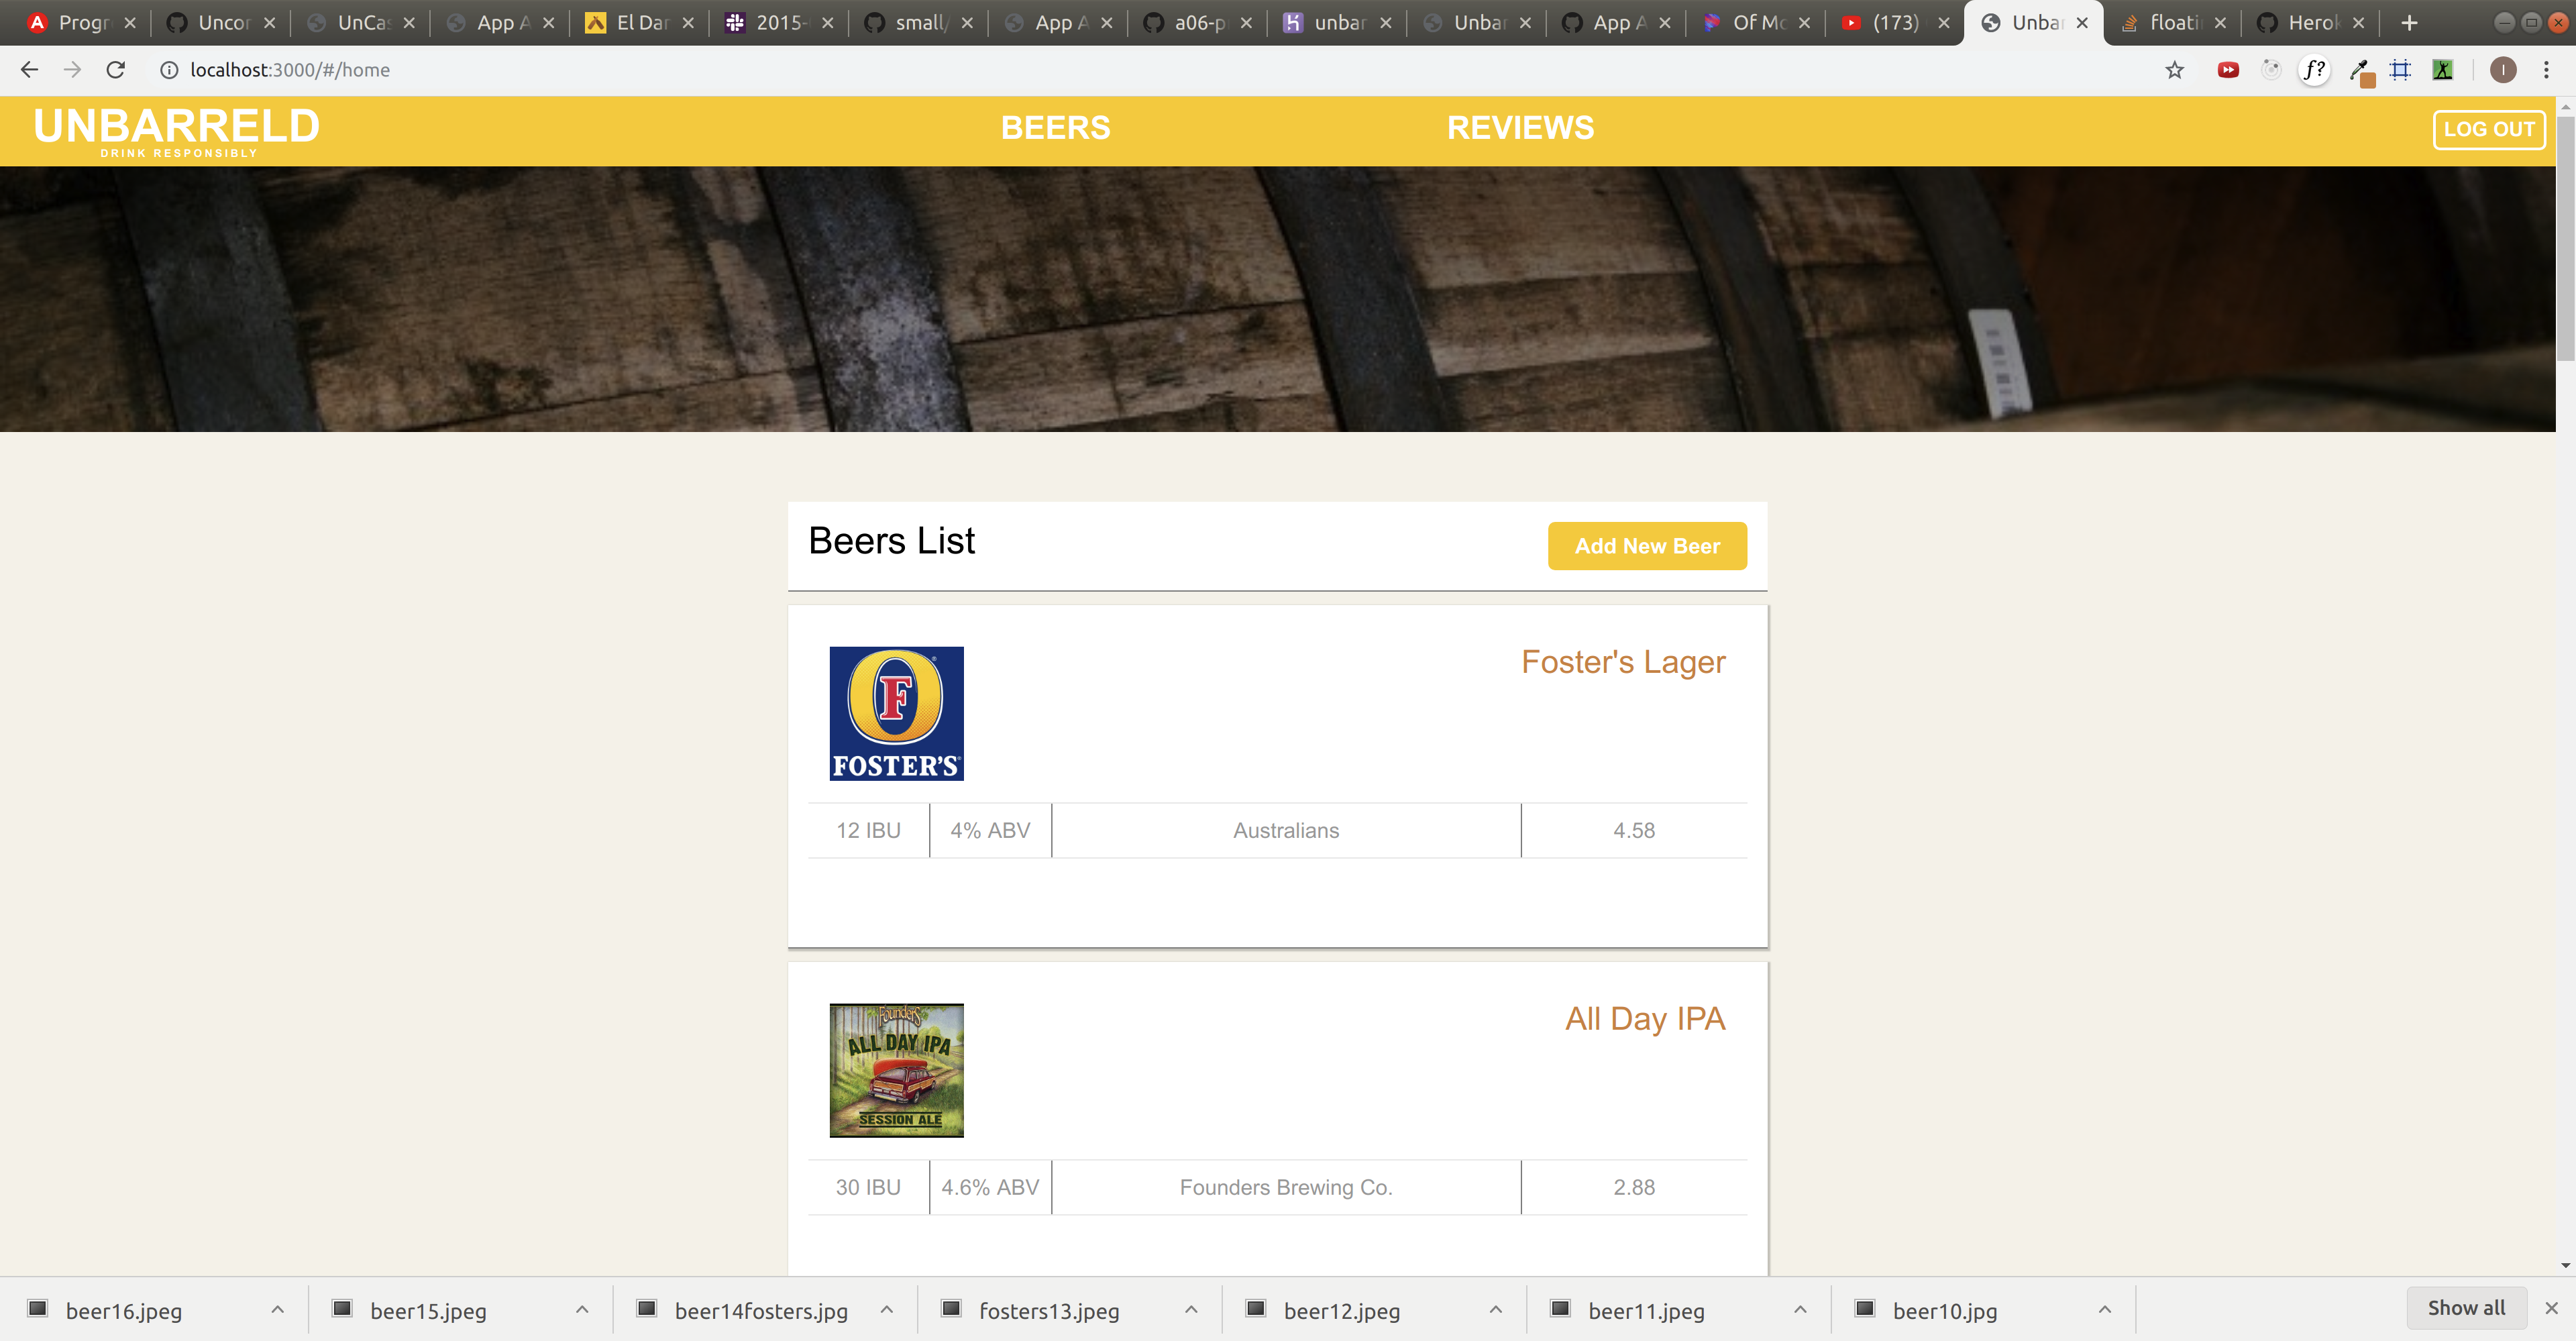 Progr Uncor UnCas App A El Dar 2015- small/ App A a06-p unbar Unbar App A Of Mo (173) Unbar floati Herok
localhost:3000/#/home
UNBARRELD BEERS REVIEWS LOG OUT
DRINK RESPONSIBLY
Beers List Add New Beer
Foster's Lager
F
FOSTER'S
12 IBU 4% ABV Australians 4.58
All Day IPA
Founders
ALL DAY IPA
SESSION ALE
30 IBU 4.6% ABV Founders Brewing Co. 2.88
beer16.jpeg beer15.jpeg beer14fosters.jpg fosters13.jpeg beer12.jpeg beer11.jpeg beer10.jpg Show all